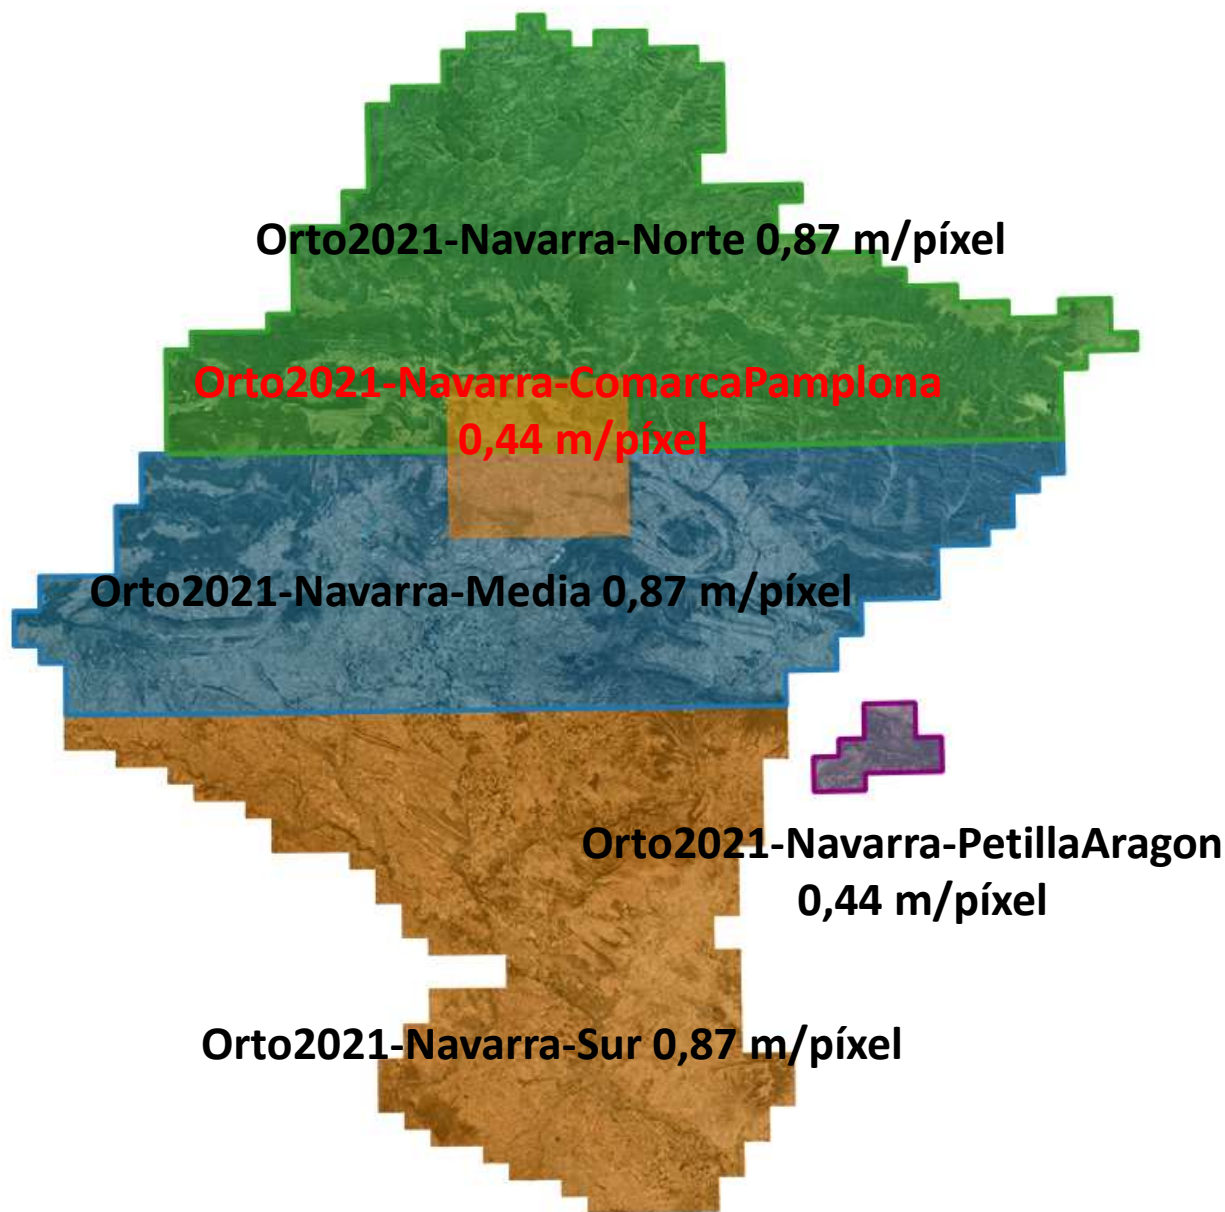 Orto2021-Navarra-Norte 0,87 m/píxel
Orto2021-Navarra-ComarcaPamplona
0,44 m/píxel
Orto2021-Navarra-Media 0,87 m/píxel
Orto2021-Navarra-PetillaAragon
0,44 m/píxel
Orto2021-Navarra-Sur 0,87 m/píxel